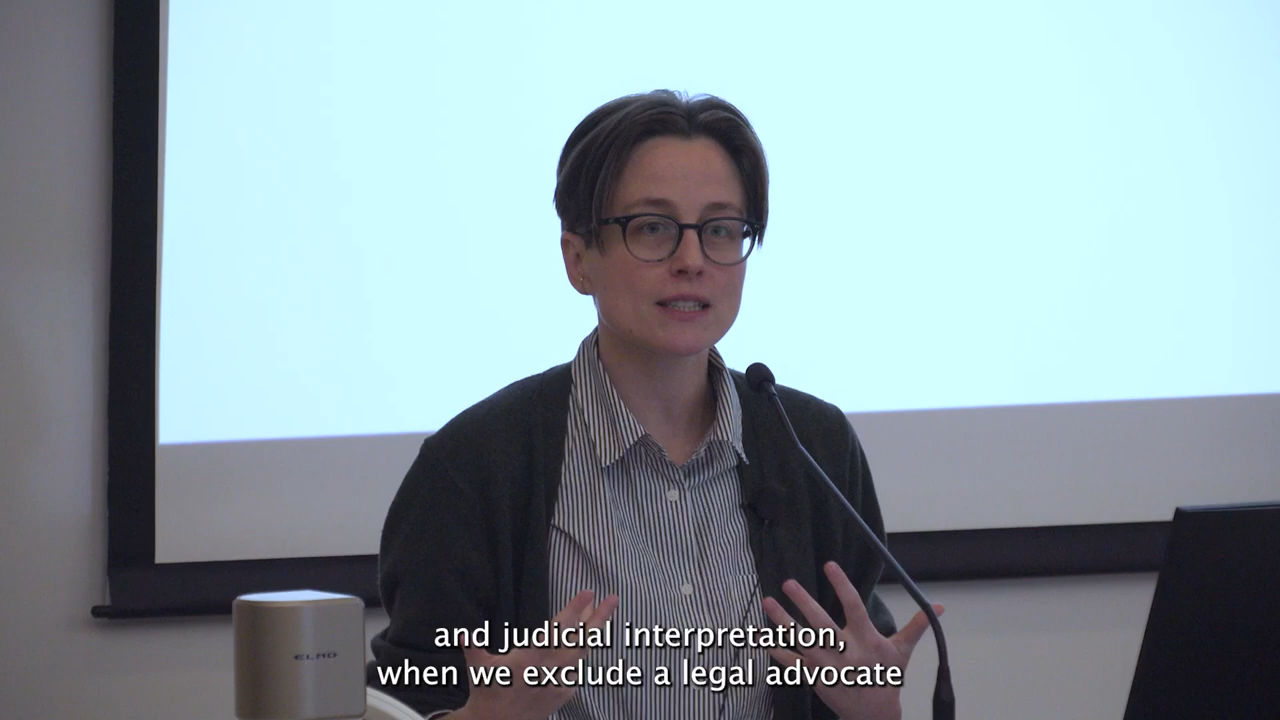 ELMO
and judicial interpretation,
when we exclude a legal advocate